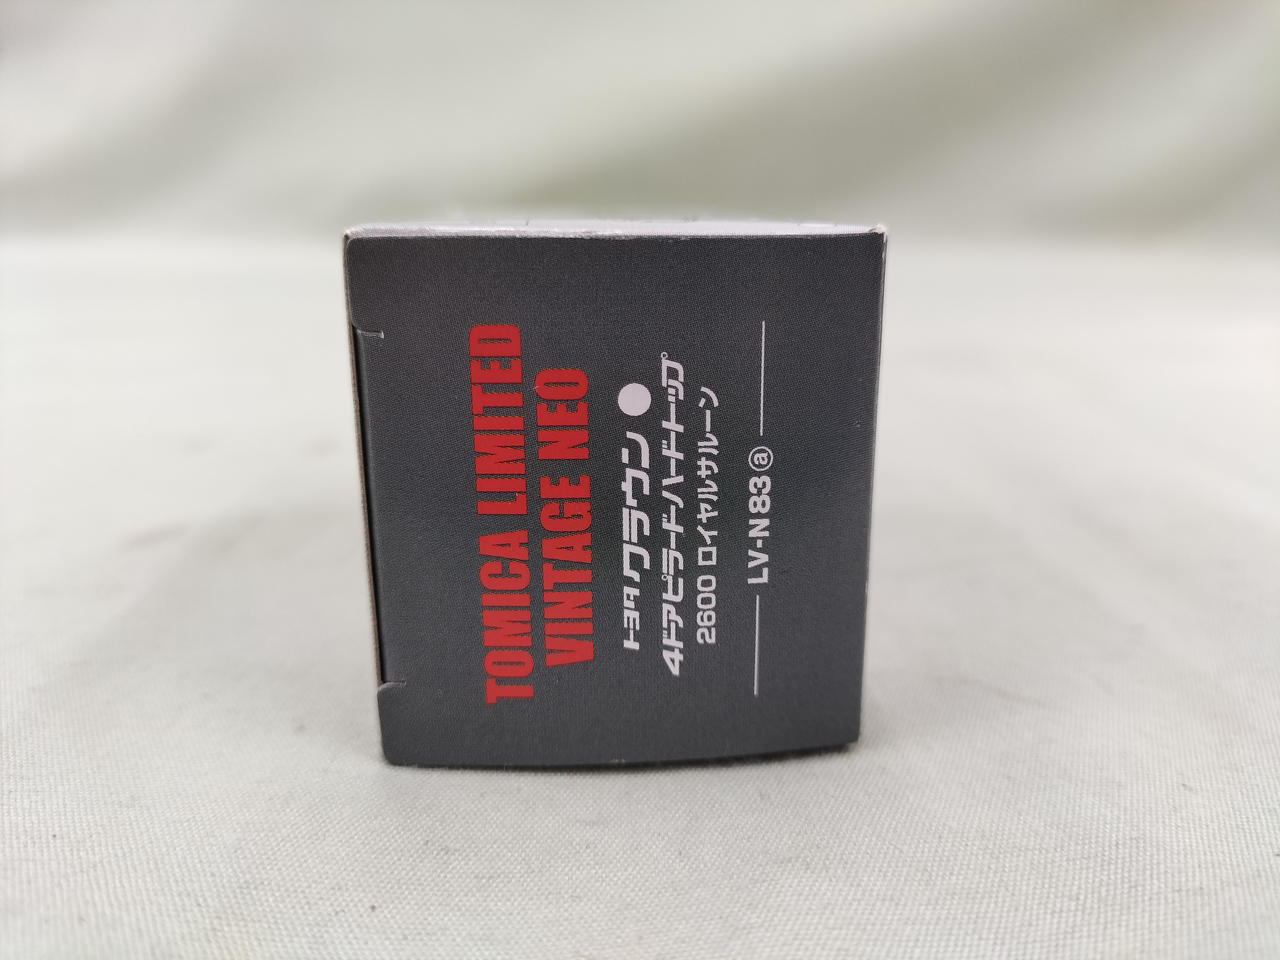 TOMICA LIMITED
VINTAGE NEO
トヨタ クラウン
4ドアピラードハードトップ
2600 ロイヤルサルーン
LV-N83ⓐ